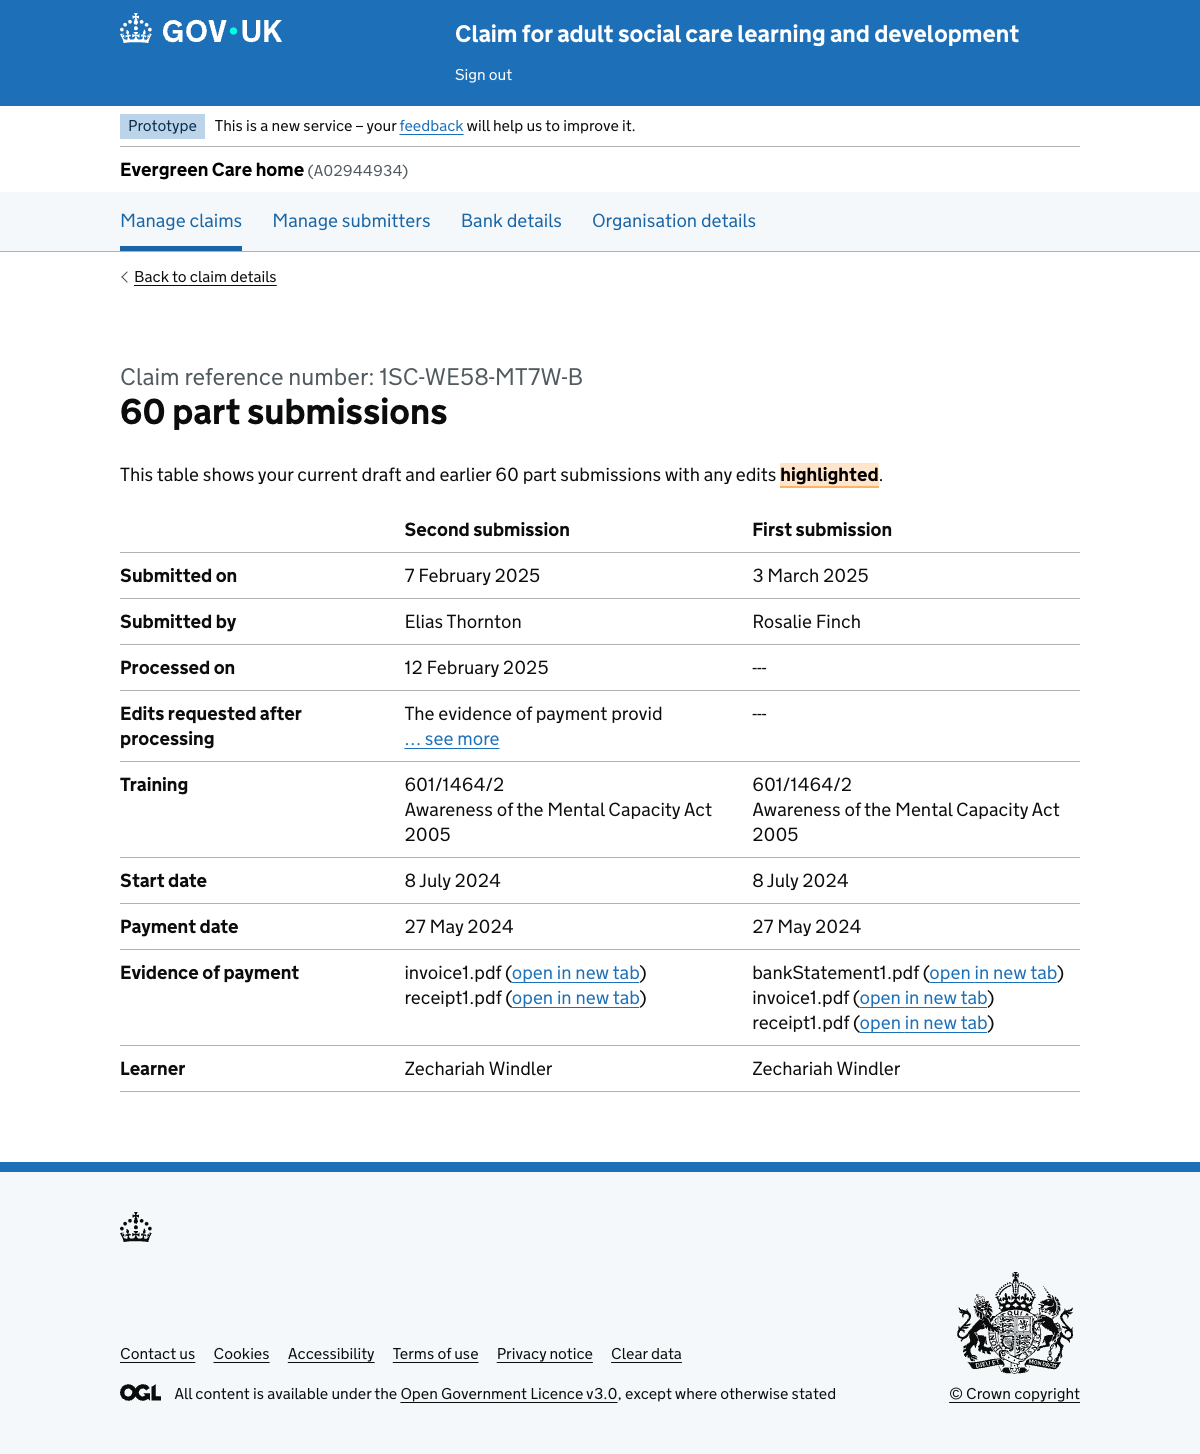 GOV·UK
Claim for adult social care learning and development
Sign out
Prototype This is a new service – your feedback will help us to improve it.
Evergreen Care home (A02944934)
Manage claims Manage submitters Bank details Organisation details
Back to claim details
Claim reference number: 1SC-WE58-MT7W-B
60 part submissions
This table shows your current draft and earlier 60 part submissions with any edits highlighted.
Second submission First submission
Submitted on 7 February 2025 3 March 2025
Submitted by Elias Thornton Rosalie Finch
Processed on 12 February 2025 ---
Edits requested after The evidence of payment provid ---
processing … see more
Training 601/1464/2 601/1464/2
Awareness of the Mental Capacity Act Awareness of the Mental Capacity Act
2005 2005
Start date 8 July 2024 8 July 2024
Payment date 27 May 2024 27 May 2024
Evidence of payment invoice1.pdf (open in new tab) bankStatement1.pdf (open in new tab)
receipt1.pdf (open in new tab) invoice1.pdf (open in new tab)
receipt1.pdf (open in new tab)
Learner Zechariah Windler Zechariah Windler
Contact us Cookies Accessibility Terms of use Privacy notice Clear data
OGL All content is available under the Open Government Licence v3.0, except where otherwise stated © Crown copyright